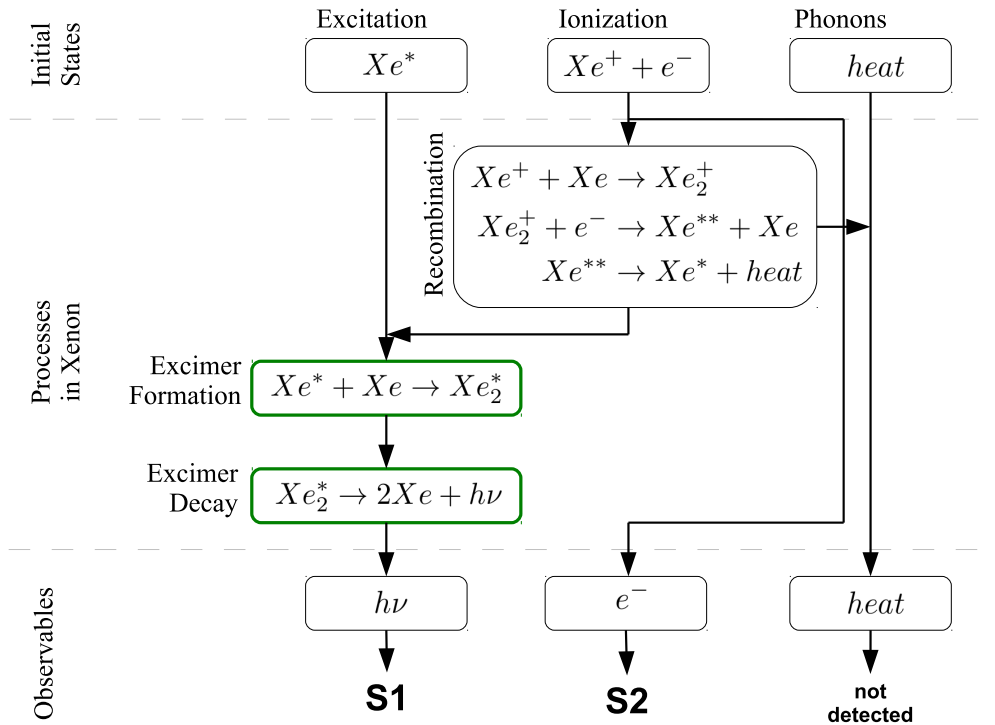 Excitation
Ionization
Phonons
Initial
States
Xe*
Xe⁺ + e⁻
heat
Recombination
Xe⁺ + Xe → Xe₂⁺
Xe₂⁺ + e⁻ → Xe** + Xe
Xe** → Xe* + heat
Processes
in Xenon
Excimer
Formation
Xe* + Xe → Xe₂*
Excimer
Decay
Xe₂* → 2Xe + hν
Observables
hν
e⁻
heat
S1
S2
not
detected